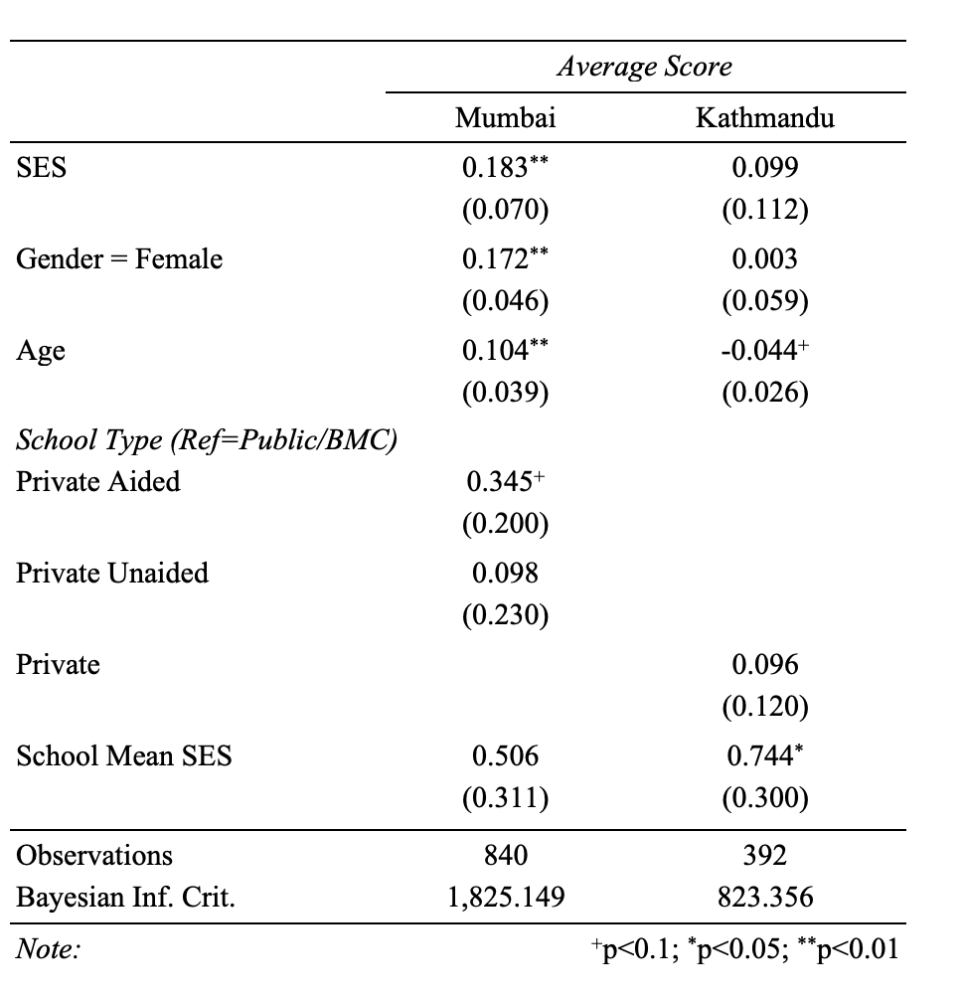 Average Score
Mumbai Kathmandu
SES 0.183** 0.099
(0.070) (0.112)
Gender = Female 0.172** 0.003
(0.046) (0.059)
Age 0.104** -0.044+
(0.039) (0.026)
School Type (Ref=Public/BMC)
Private Aided 0.345+
(0.200)
Private Unaided 0.098
(0.230)
Private 0.096
(0.120)
School Mean SES 0.506 0.744*
(0.311) (0.300)
Observations 840 392
Bayesian Inf. Crit. 1,825.149 823.356
Note: +p<0.1; *p<0.05; **p<0.01